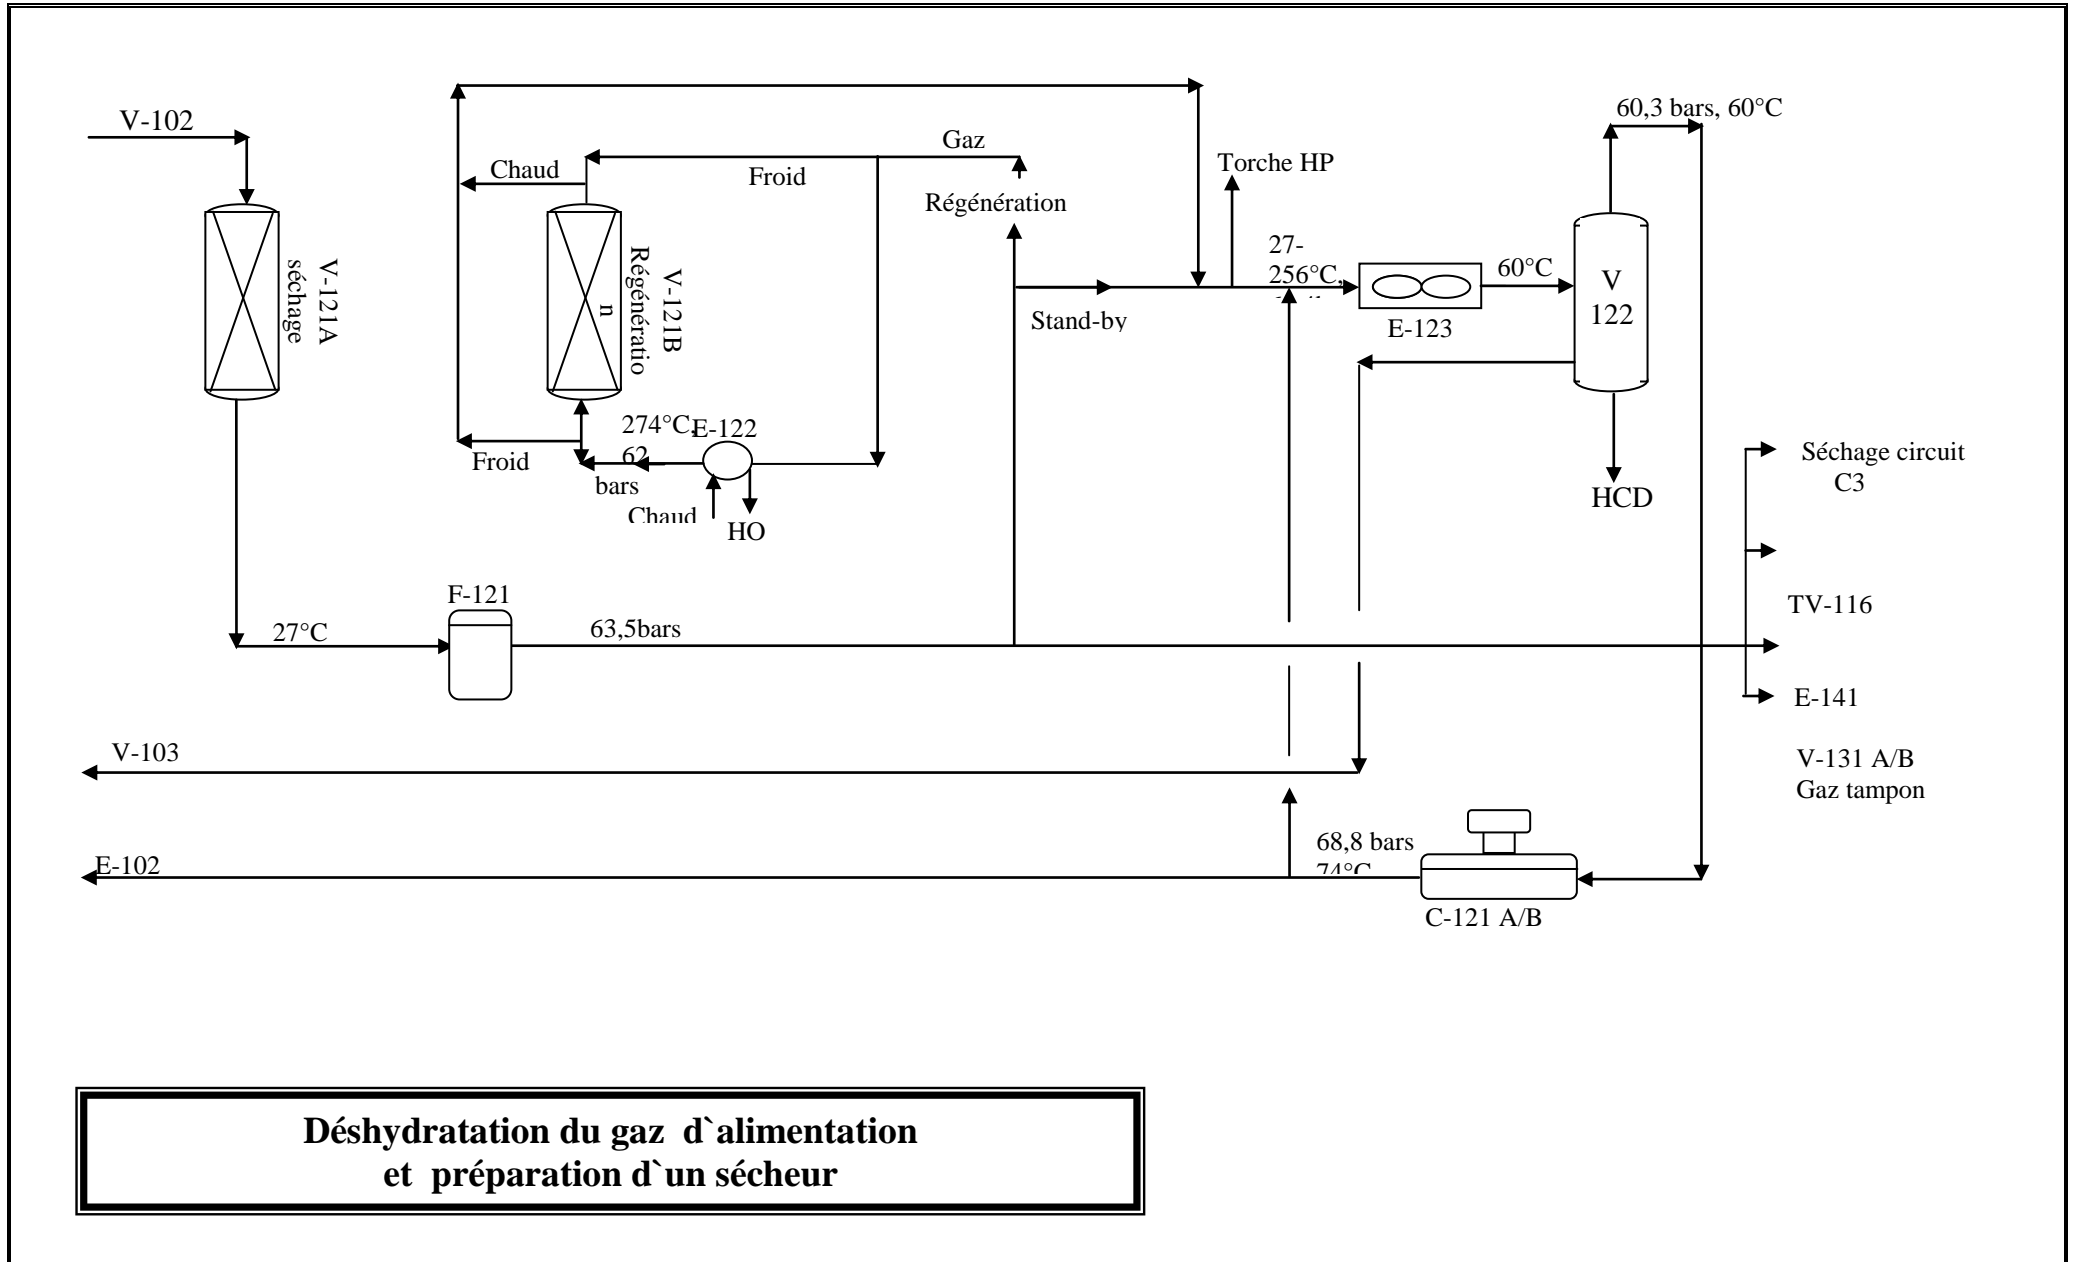 V-102
60,3 bars, 60°C
Gaz
Chaud
Froid
Torche HP
Régénération
27-
256°C,
60°C
V-121A
séchage
V-121B
Régénératio
n
V
122
Stand-by
E-123
274°C,
E-122
62
bars
Froid
Chaud
HO
Séchage circuit
C3
HCD
F-121
TV-116
27°C
63,5bars
E-141
V-103
V-131 A/B
Gaz tampon
68,8 bars
74°C
E-102
C-121 A/B
Déshydratation du gaz d`alimentation
et préparation d`un sécheur